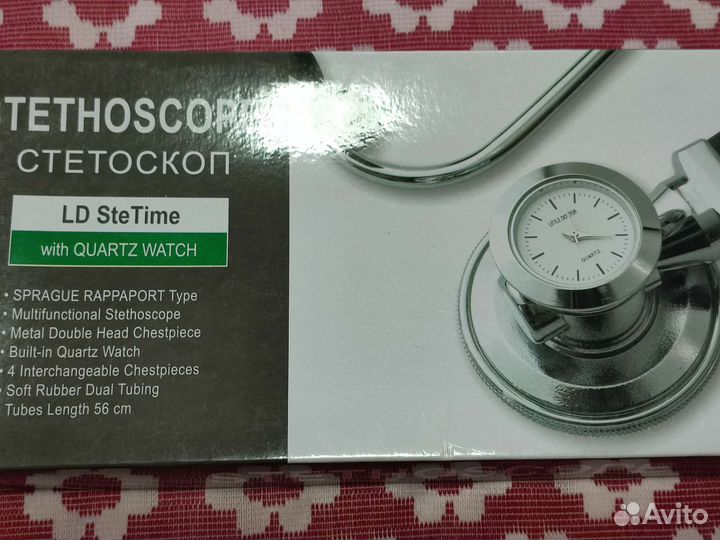 TETHOSCOPE
СТЕТОСКОП
LD SteTime
with QUARTZ WATCH
• SPRAGUE RAPPAPORT Type
• Multifunctional Stethoscope
• Metal Double Head Chestpiece
• Built-in Quartz Watch
• 4 Interchangeable Chestpieces
• Soft Rubber Dual Tubing
Tubes Length 56 cm
LITTLE DOCTOR
QUARTZ
Avito